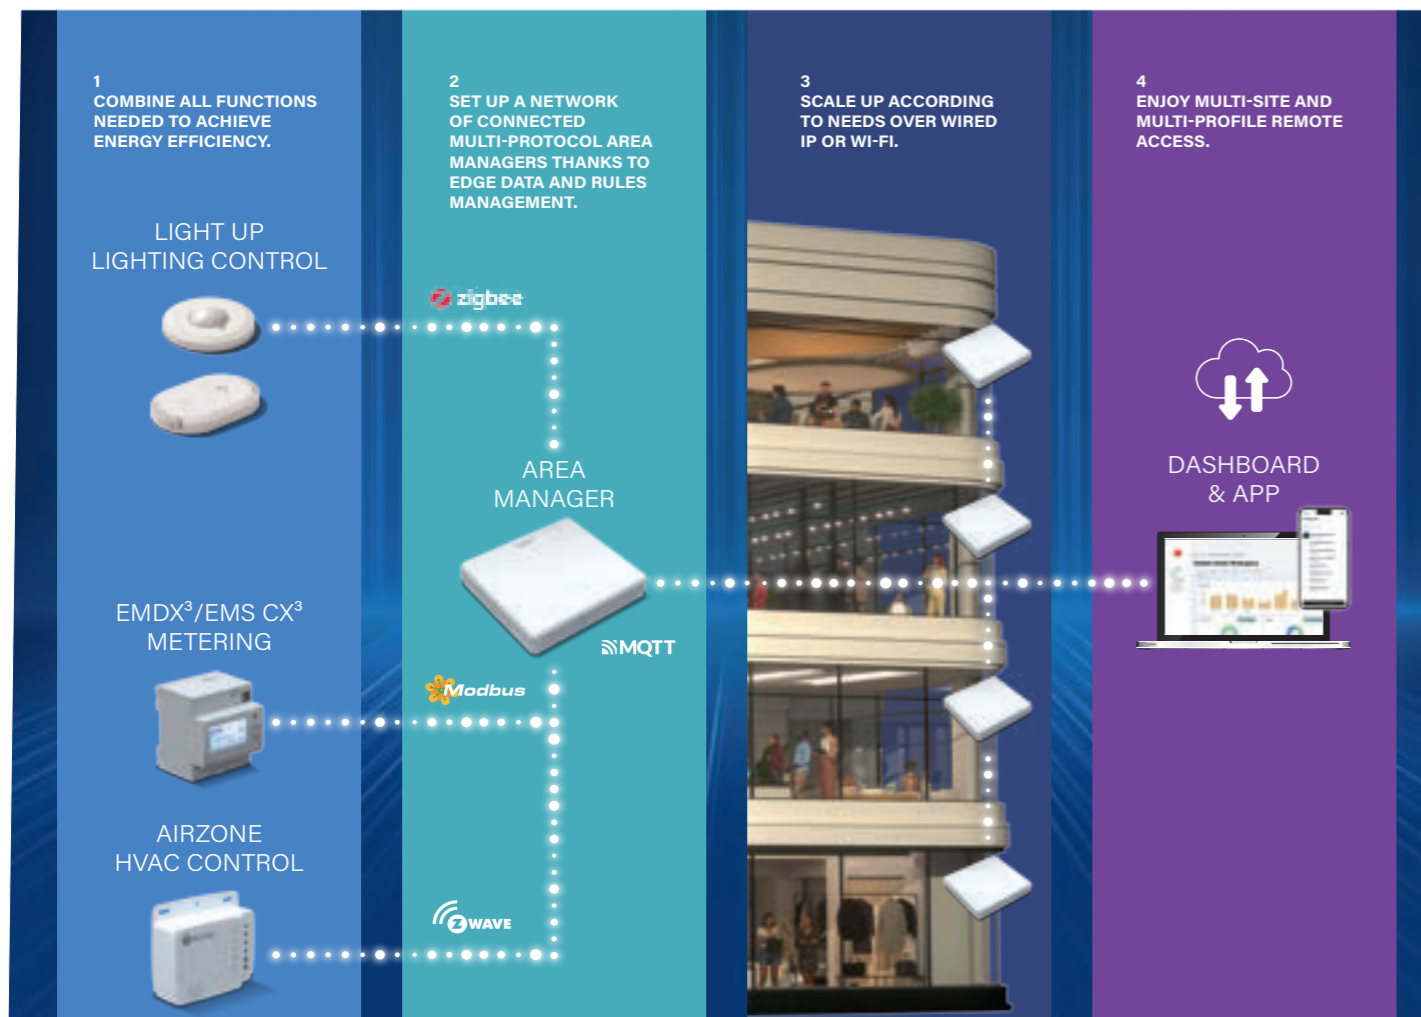 1
COMBINE ALL FUNCTIONS
NEEDED TO ACHIEVE
ENERGY EFFICIENCY.
LIGHT UP
LIGHTING CONTROL
EMDX³/EMS CX³
METERING
AIRZONE
HVAC CONTROL
2
SET UP A NETWORK
OF CONNECTED
MULTI-PROTOCOL AREA
MANAGERS THANKS TO
EDGE DATA AND RULES
MANAGEMENT.
zigbee
AREA
MANAGER
MQTT
Modbus
Z WAVE
3
SCALE UP ACCORDING
TO NEEDS OVER WIRED
IP OR WI-FI.
4
ENJOY MULTI-SITE AND
MULTI-PROFILE REMOTE
ACCESS.
DASHBOARD
& APP